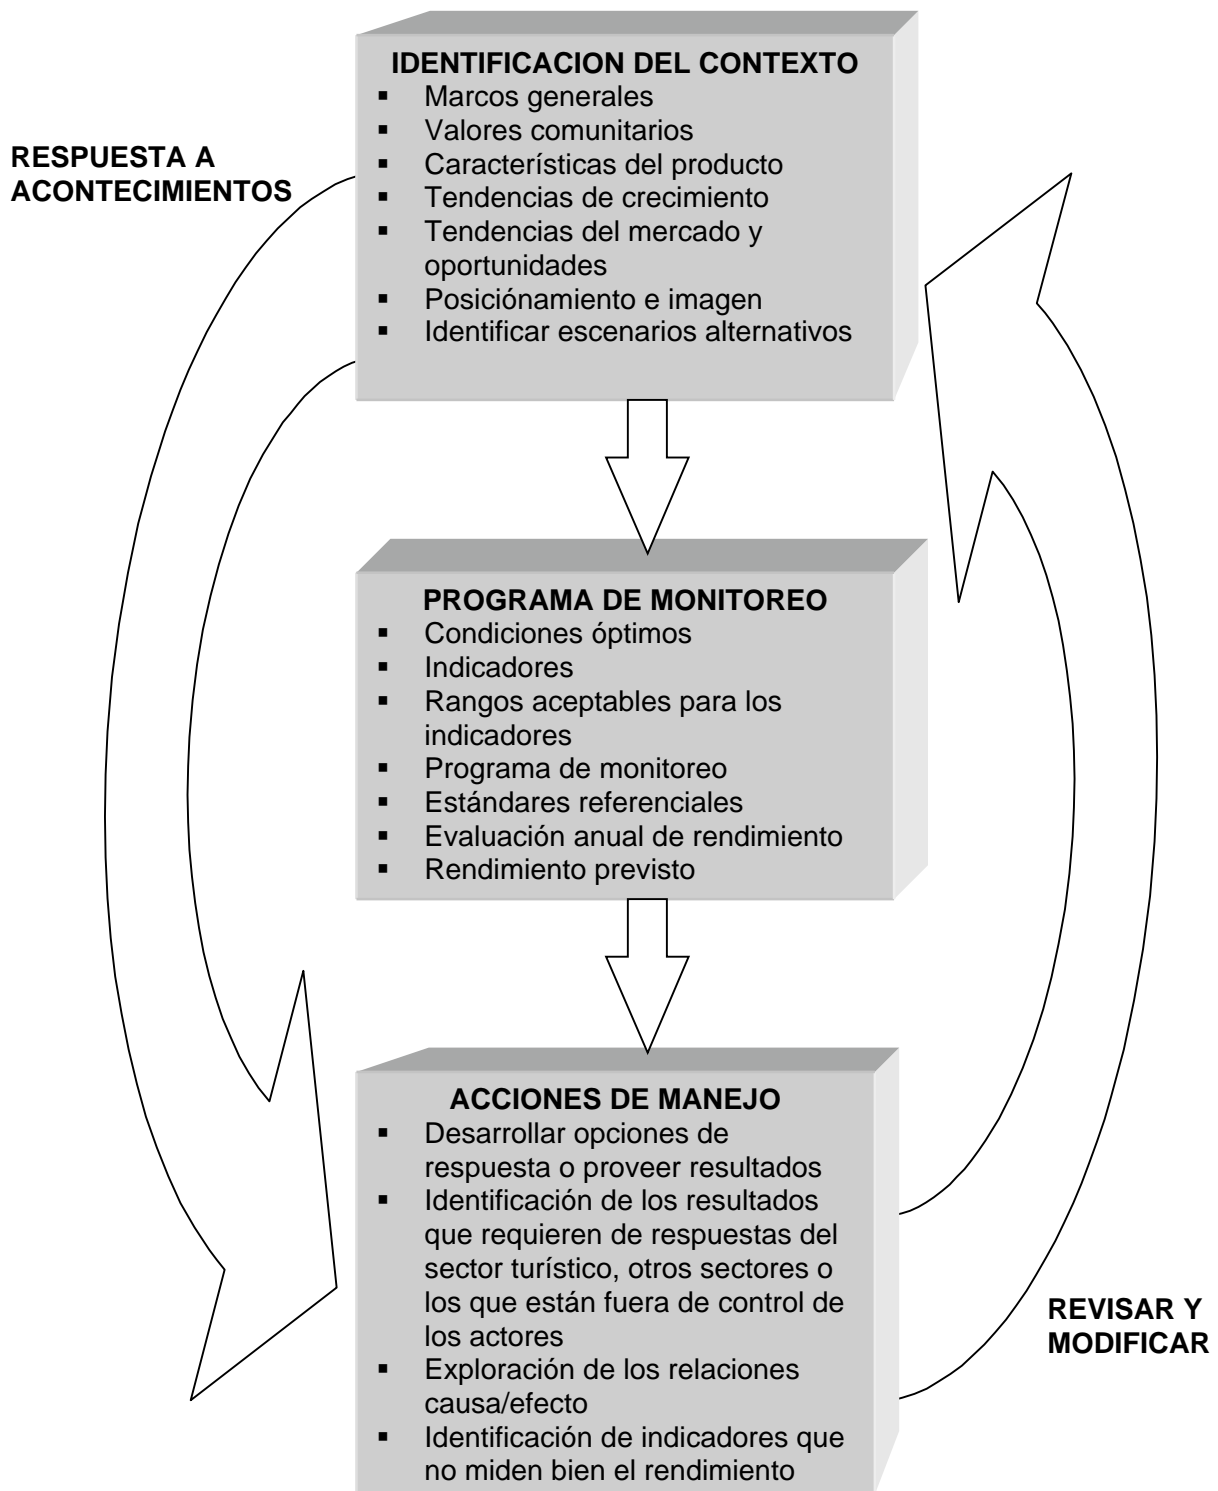 IDENTIFICACION DEL CONTEXTO
▪ Marcos generales
▪ Valores comunitarios
▪ Características del producto
▪ Tendencias de crecimiento
▪ Tendencias del mercado y
oportunidades
▪ Posiciónamiento e imagen
▪ Identificar escenarios alternativos
RESPUESTA A
ACONTECIMIENTOS
PROGRAMA DE MONITOREO
▪ Condiciones óptimos
▪ Indicadores
▪ Rangos aceptables para los
indicadores
▪ Programa de monitoreo
▪ Estándares referenciales
▪ Evaluación anual de rendimiento
▪ Rendimiento previsto
ACCIONES DE MANEJO
▪ Desarrollar opciones de
respuesta o proveer resultados
▪ Identificación de los resultados
que requieren de respuestas del
sector turístico, otros sectores o
los que están fuera de control de
los actores
▪ Exploración de los relaciones
causa/efecto
▪ Identificación de indicadores que
no miden bien el rendimiento
REVISAR Y
MODIFICAR